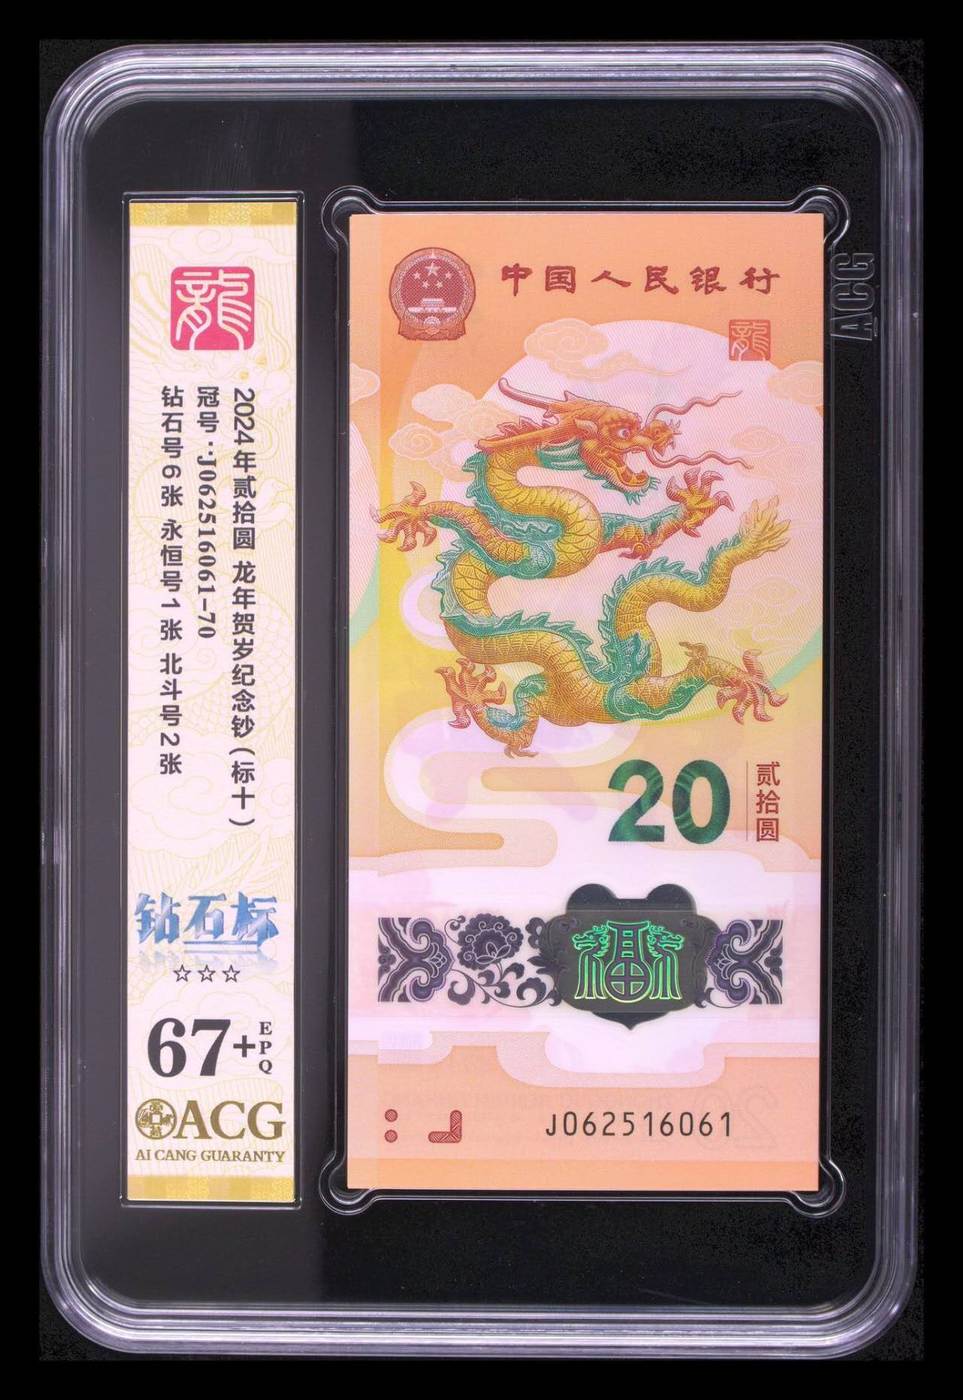 龍
2024年贰拾圆 龙年贺岁纪念钞(标十)
冠号:J062516061-70
钻石号6张 永恒号1张 北斗号2张
钻石标
☆☆☆
67+EPQ
ACG
AI CANG GUARANTY
中国人民银行
龍
20
贰拾圆
福
J062516061
ACG